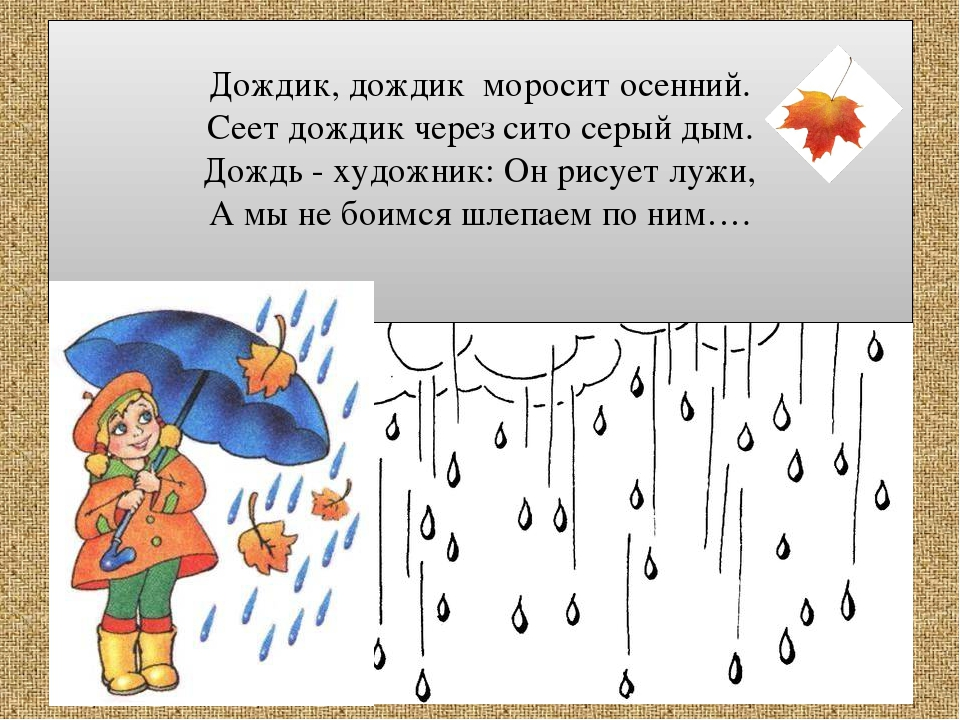 Дождик, дождик  моросит осенний.
Сеет дождик через сито серый дым.
Дождь - художник: Он рисует лужи,
А мы не боимся шлепаем по ним….